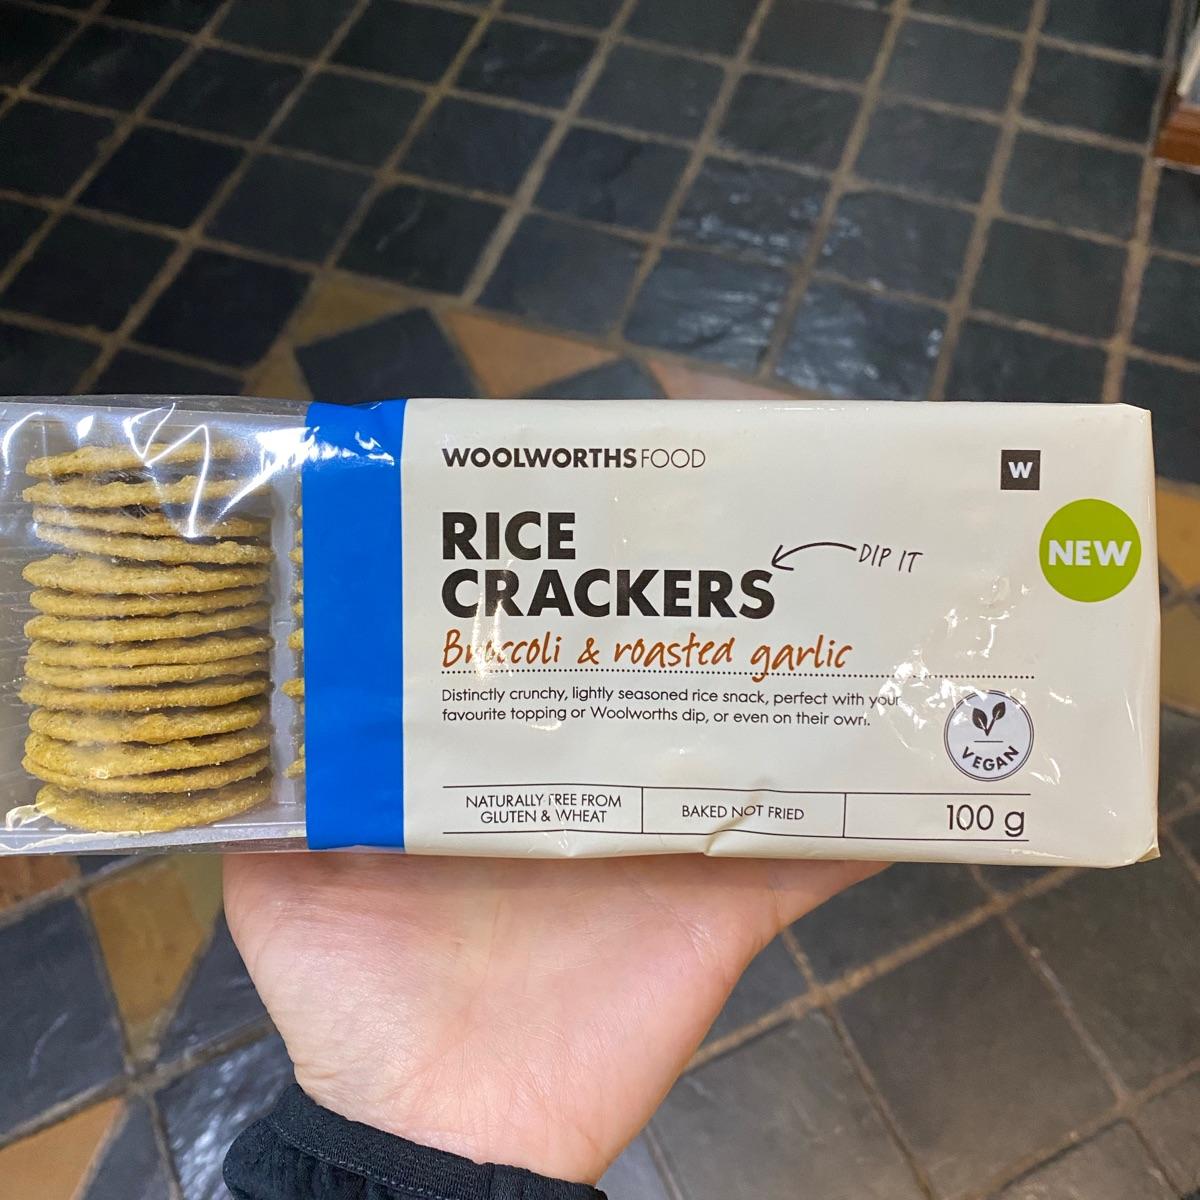 WOOLWORTHS FOOD
W
RICE
CRACKERS
DIP IT
NEW
Broccoli & roasted garlic
Distinctly crunchy, lightly seasoned rice snack, perfect with your
favourite topping or Woolworths dip, or even on their own.
VEGAN
NATURALLY FREE FROM
GLUTEN & WHEAT
BAKED NOT FRIED
100 g